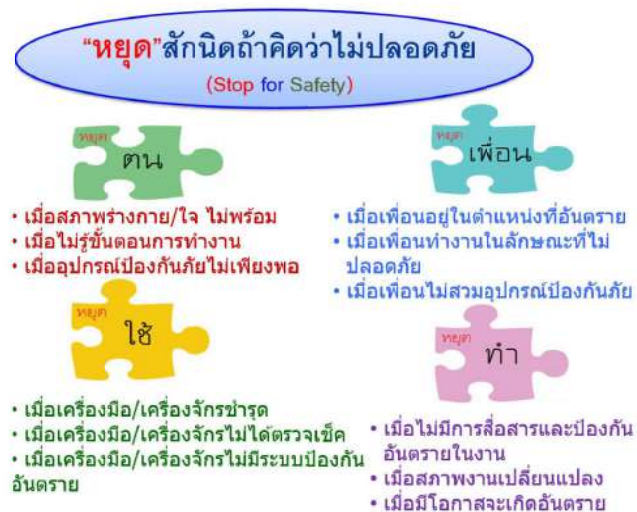 “หยุด”สักนิดถ้าคิดว่าไม่ปลอดภัย
(Stop for Safety)
หยุด
ตน
• เมื่อสภาพร่างกาย/ใจ ไม่พร้อม
• เมื่อไม่รู้ขั้นตอนการทำงาน
• เมื่ออุปกรณ์ป้องกันภัยไม่เพียงพอ
หยุด
เพื่อน
• เมื่อเพื่อนอยู่ในตำแหน่งที่อันตราย
• เมื่อเพื่อนทำงานในลักษณะที่ไม่
ปลอดภัย
• เมื่อเพื่อนไม่สวมอุปกรณ์ป้องกันภัย
หยุด
ใช้
• เมื่อเครื่องมือ/เครื่องจักรชำรุด
• เมื่อเครื่องมือ/เครื่องจักรไม่ได้ตรวจเช็ค
• เมื่อเครื่องมือ/เครื่องจักรไม่มีระบบป้องกัน
อันตราย
หยุด
ทำ
• เมื่อไม่มีการสื่อสารและป้องกัน
อันตรายในงาน
• เมื่อสภาพงานเปลี่ยนแปลง
• เมื่อมีโอกาสจะเกิดอันตราย